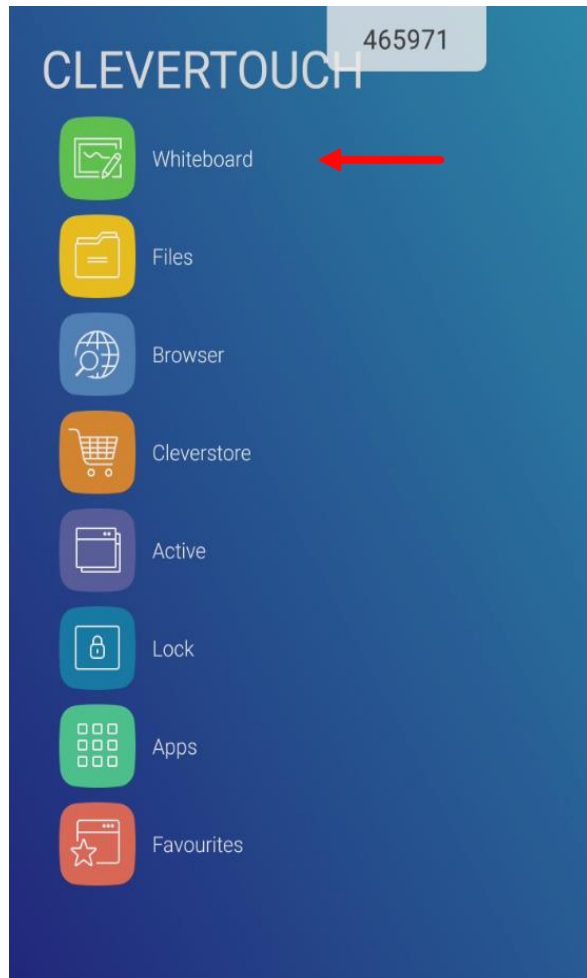 465971
CLEVERTOUCH
Whiteboard
Files
Browser
Cleverstore
Active
Lock
Apps
Favourites